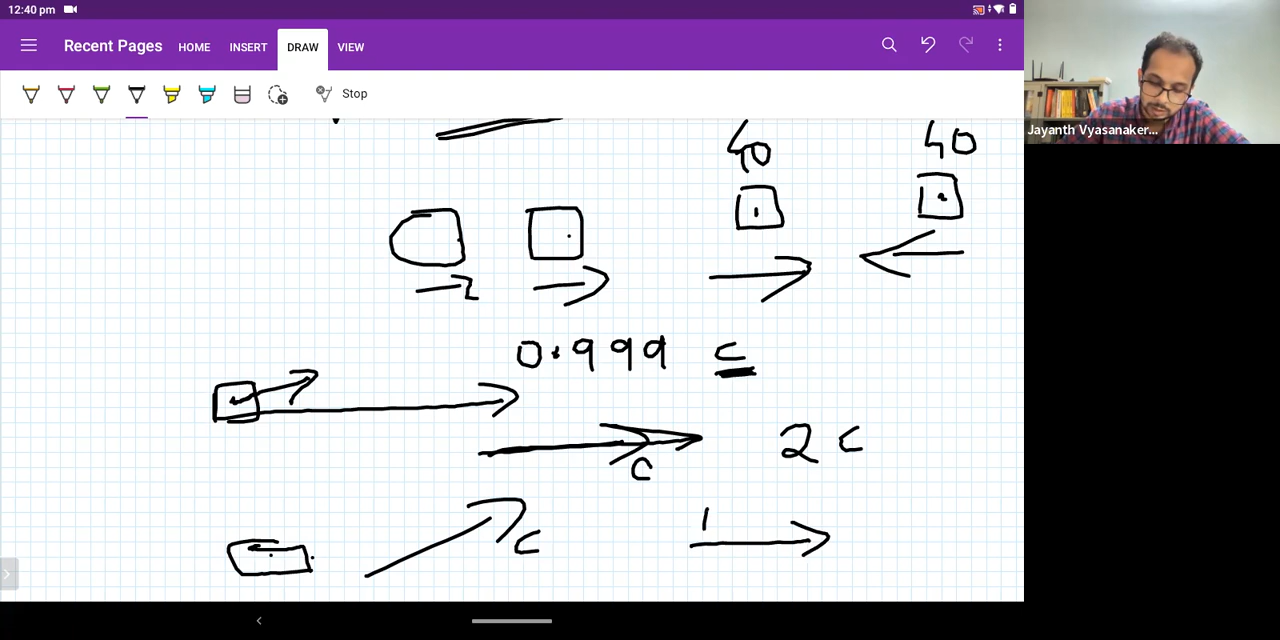 12:40 pm
Recent Pages HOME INSERT DRAW VIEW
Stop
Jayanth Vyasanaker...
40 40
0.999 c
c 2c
c 1